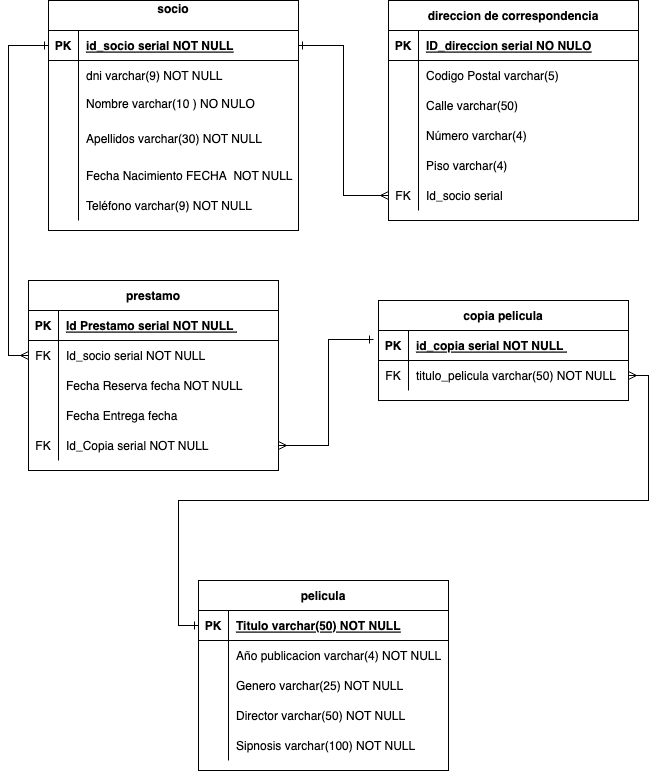 socio
PK id_socio serial NOT NULL
dni varchar(9) NOT NULL
Nombre varchar(10 ) NO NULO
Apellidos varchar(30) NOT NULL
Fecha Nacimiento FECHA  NOT NULL
Teléfono varchar(9) NOT NULL
direccion de correspondencia
PK ID_direccion serial NO NULO
Codigo Postal varchar(5)
Calle varchar(50)
Número varchar(4)
Piso varchar(4)
FK Id_socio serial
prestamo
PK Id Prestamo serial NOT NULL
FK Id_socio serial NOT NULL
Fecha Reserva fecha NOT NULL
Fecha Entrega fecha
FK Id_Copia serial NOT NULL
copia pelicula
PK id_copia serial NOT NULL
FK titulo_pelicula varchar(50) NOT NULL
pelicula
PK Titulo varchar(50) NOT NULL
Año publicacion varchar(4) NOT NULL
Genero varchar(25) NOT NULL
Director varchar(50) NOT NULL
Sipnosis varchar(100) NOT NULL